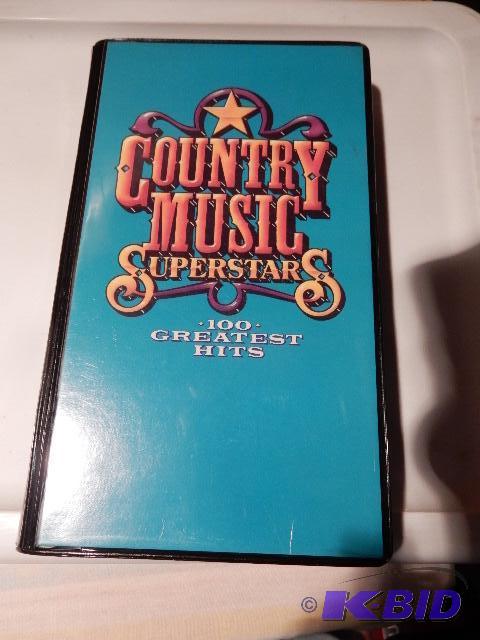 COUNTRY
MUSIC
SUPERSTARS
·100·
GREATEST
HITS
© K-BID